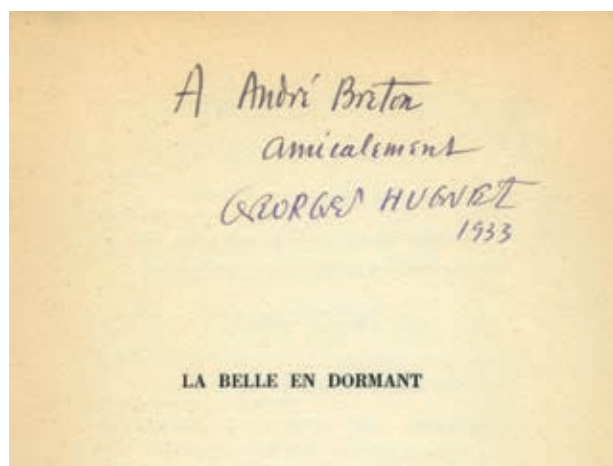 A André Breton
amicalement
GEORGES HUGNET
1933
LA BELLE EN DORMANT